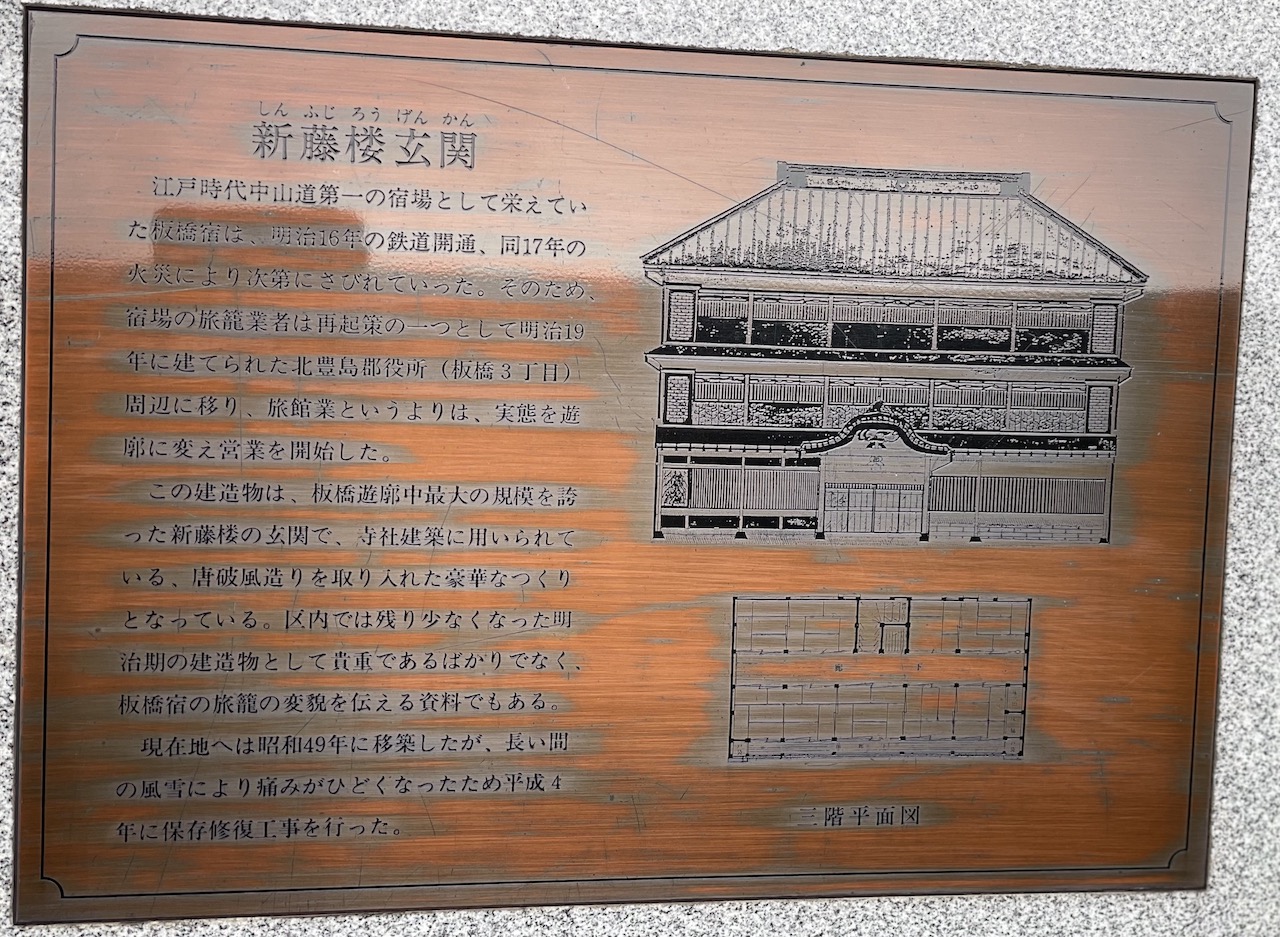 しんふじろうげんかん
新藤楼玄関
江戸時代中山道第一の宿場として栄えてい
た板橋宿は、明治16年の鉄道開通、同17年の
火災により次第にさびれていった。そのため、
宿場の旅籠業者は再起策の一つとして明治19
年に建てられた北豊島郡役所（板橋3丁目）
周辺に移り、旅館業というよりは、実態を遊
廓に変え営業を開始した。
この建造物は、板橋遊廓中最大の規模を誇
った新藤楼の玄関で、寺社建築に用いられて
いる、唐破風造りを取り入れた豪華なつくり
となっている。区内では残り少なくなった明
治期の建造物として貴重であるばかりでなく、
板橋宿の旅籠の変貌を伝える資料でもある。
現在地へは昭和49年に移築したが、長い間
の風雪により痛みがひどくなったため平成4
年に保存修復工事を行った。
廊下
三階平面図